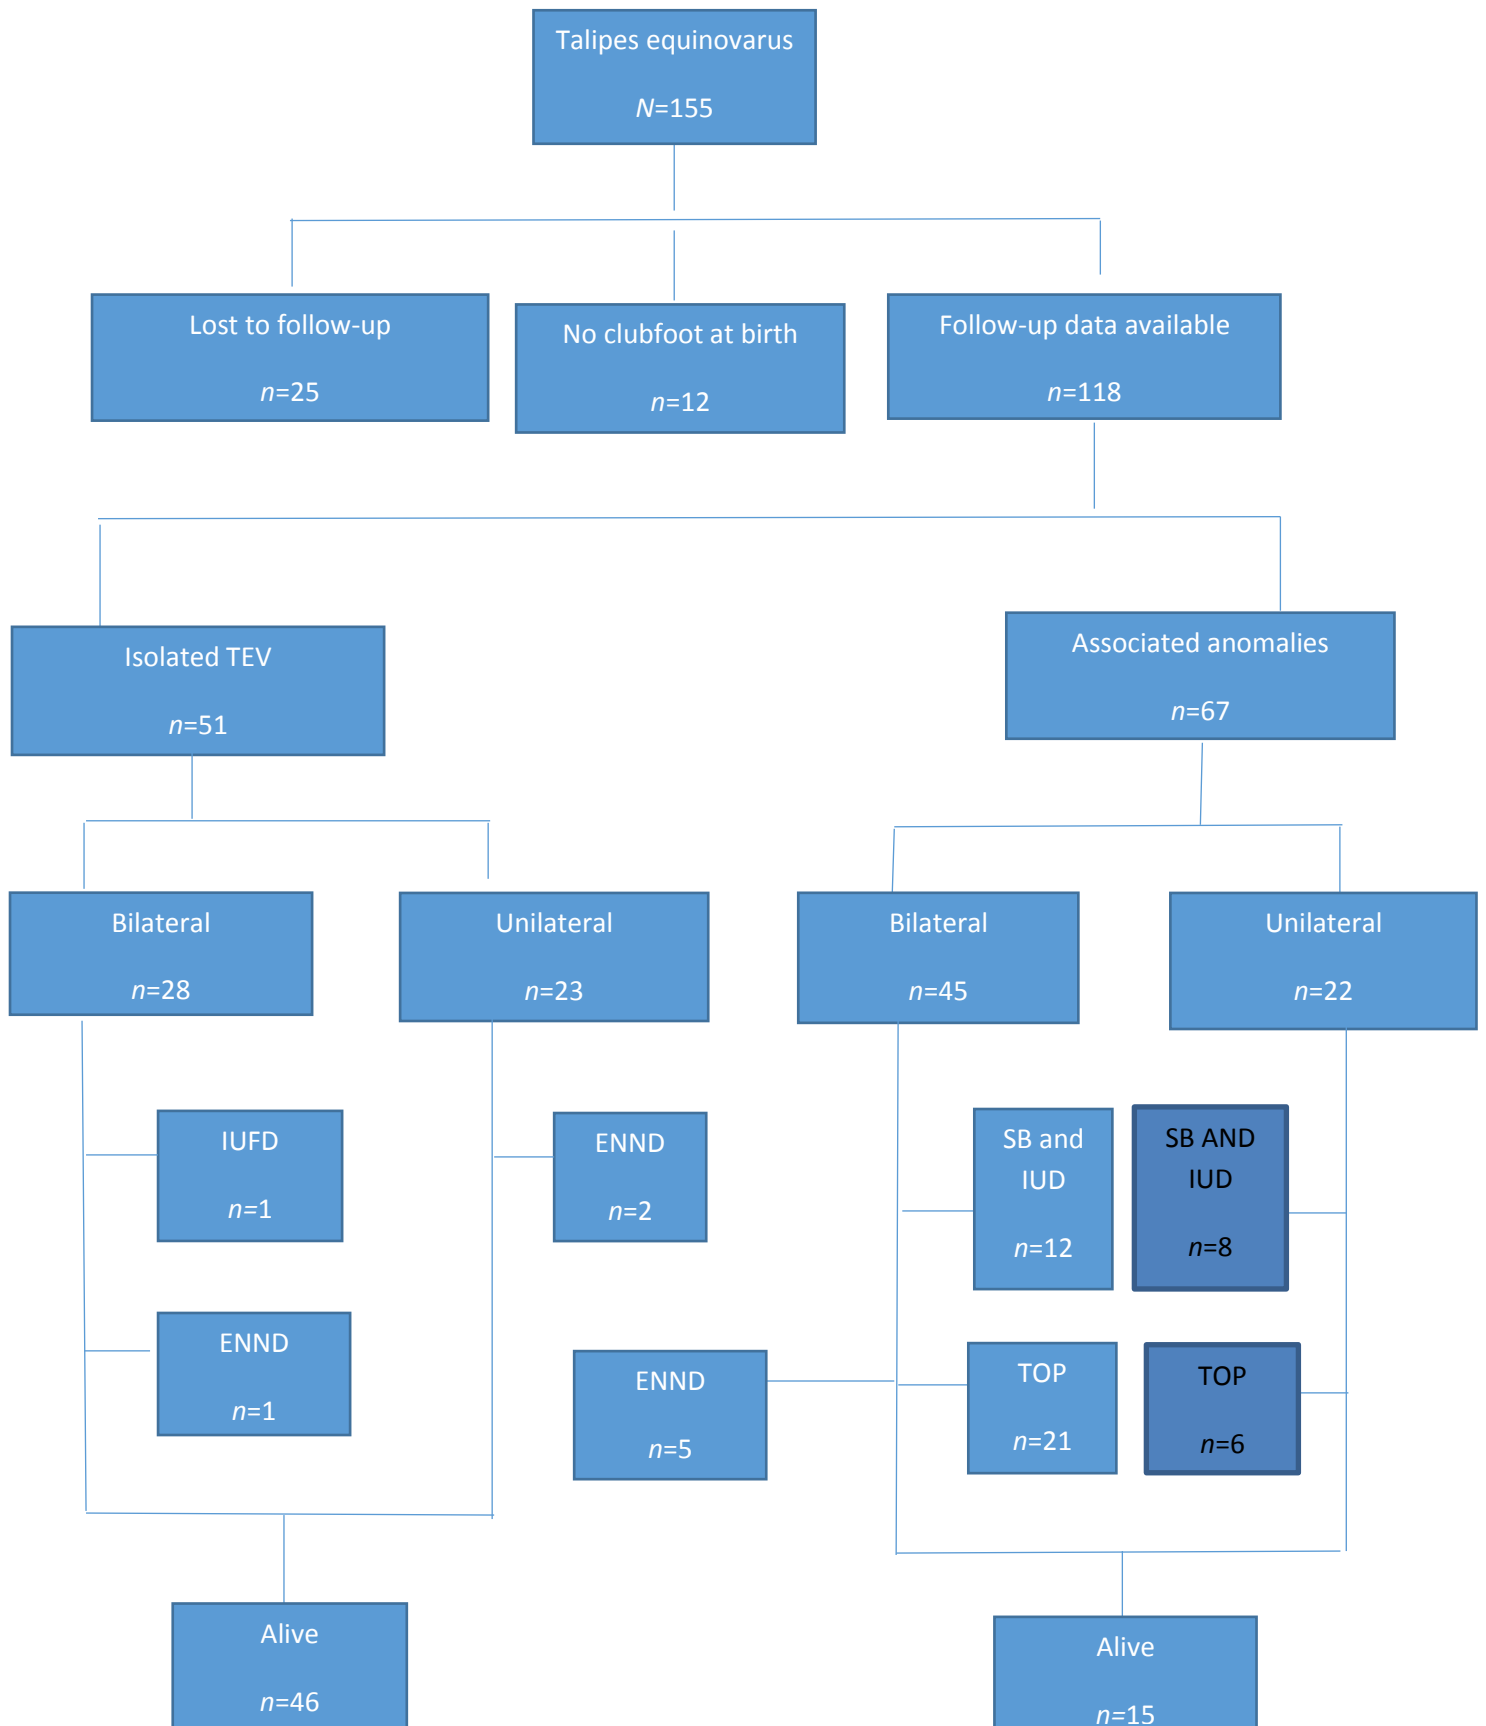 Talipes equinovarus
N=155
Lost to follow-up
n=25
No clubfoot at birth
n=12
Follow-up data available
n=118
Isolated TEV
n=51
Associated anomalies
n=67
Bilateral
n=28
Unilateral
n=23
Bilateral
n=45
Unilateral
n=22
IUFD
n=1
ENND
n=2
SB and
IUD
n=12
SB AND
IUD
n=8
ENND
n=1
ENND
n=5
TOP
n=21
TOP
n=6
Alive
n=46
Alive
n=15